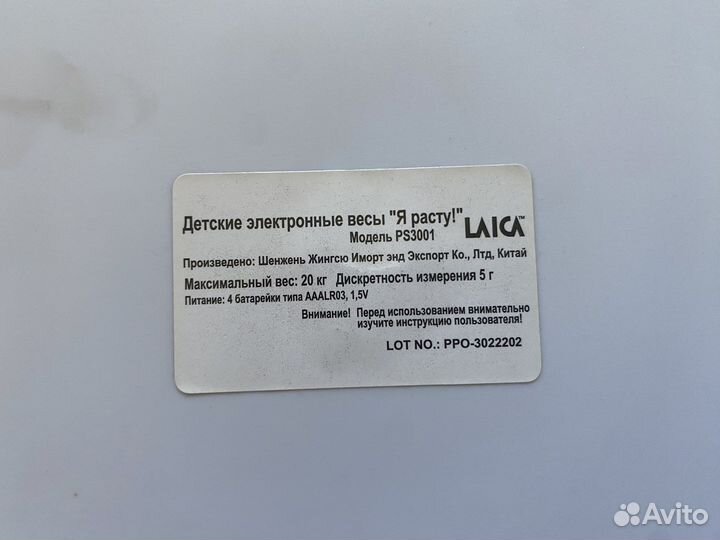 Детские электронные весы "Я расту!" LAICA™
Модель PS3001
Произведено: Шенжень Жингсю Иморт энд Экспорт Ко., Лтд, Китай
Максимальный вес: 20 кг Дискретность измерения 5 г
Питание: 4 батарейки типа AAALR03, 1,5V
Внимание! Перед использованием внимательно
изучите инструкцию пользователя!
LOT NO.: PPO-3022202
Avito